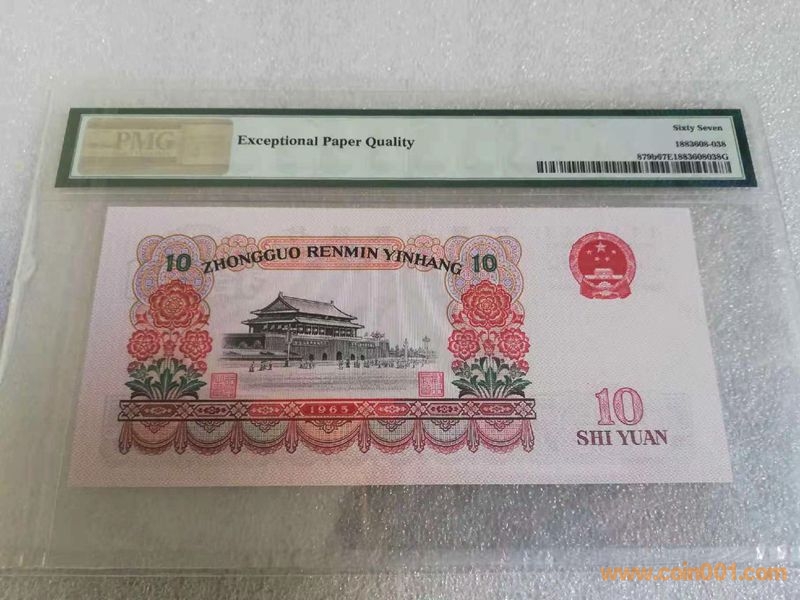 PMG
Exceptional Paper Quality
Sixty Seven
1883608-038
879b67E1883608038G
10 ZHONGGUO RENMIN YINHANG 10
1965
10
SHI YUAN
www.coin001.com